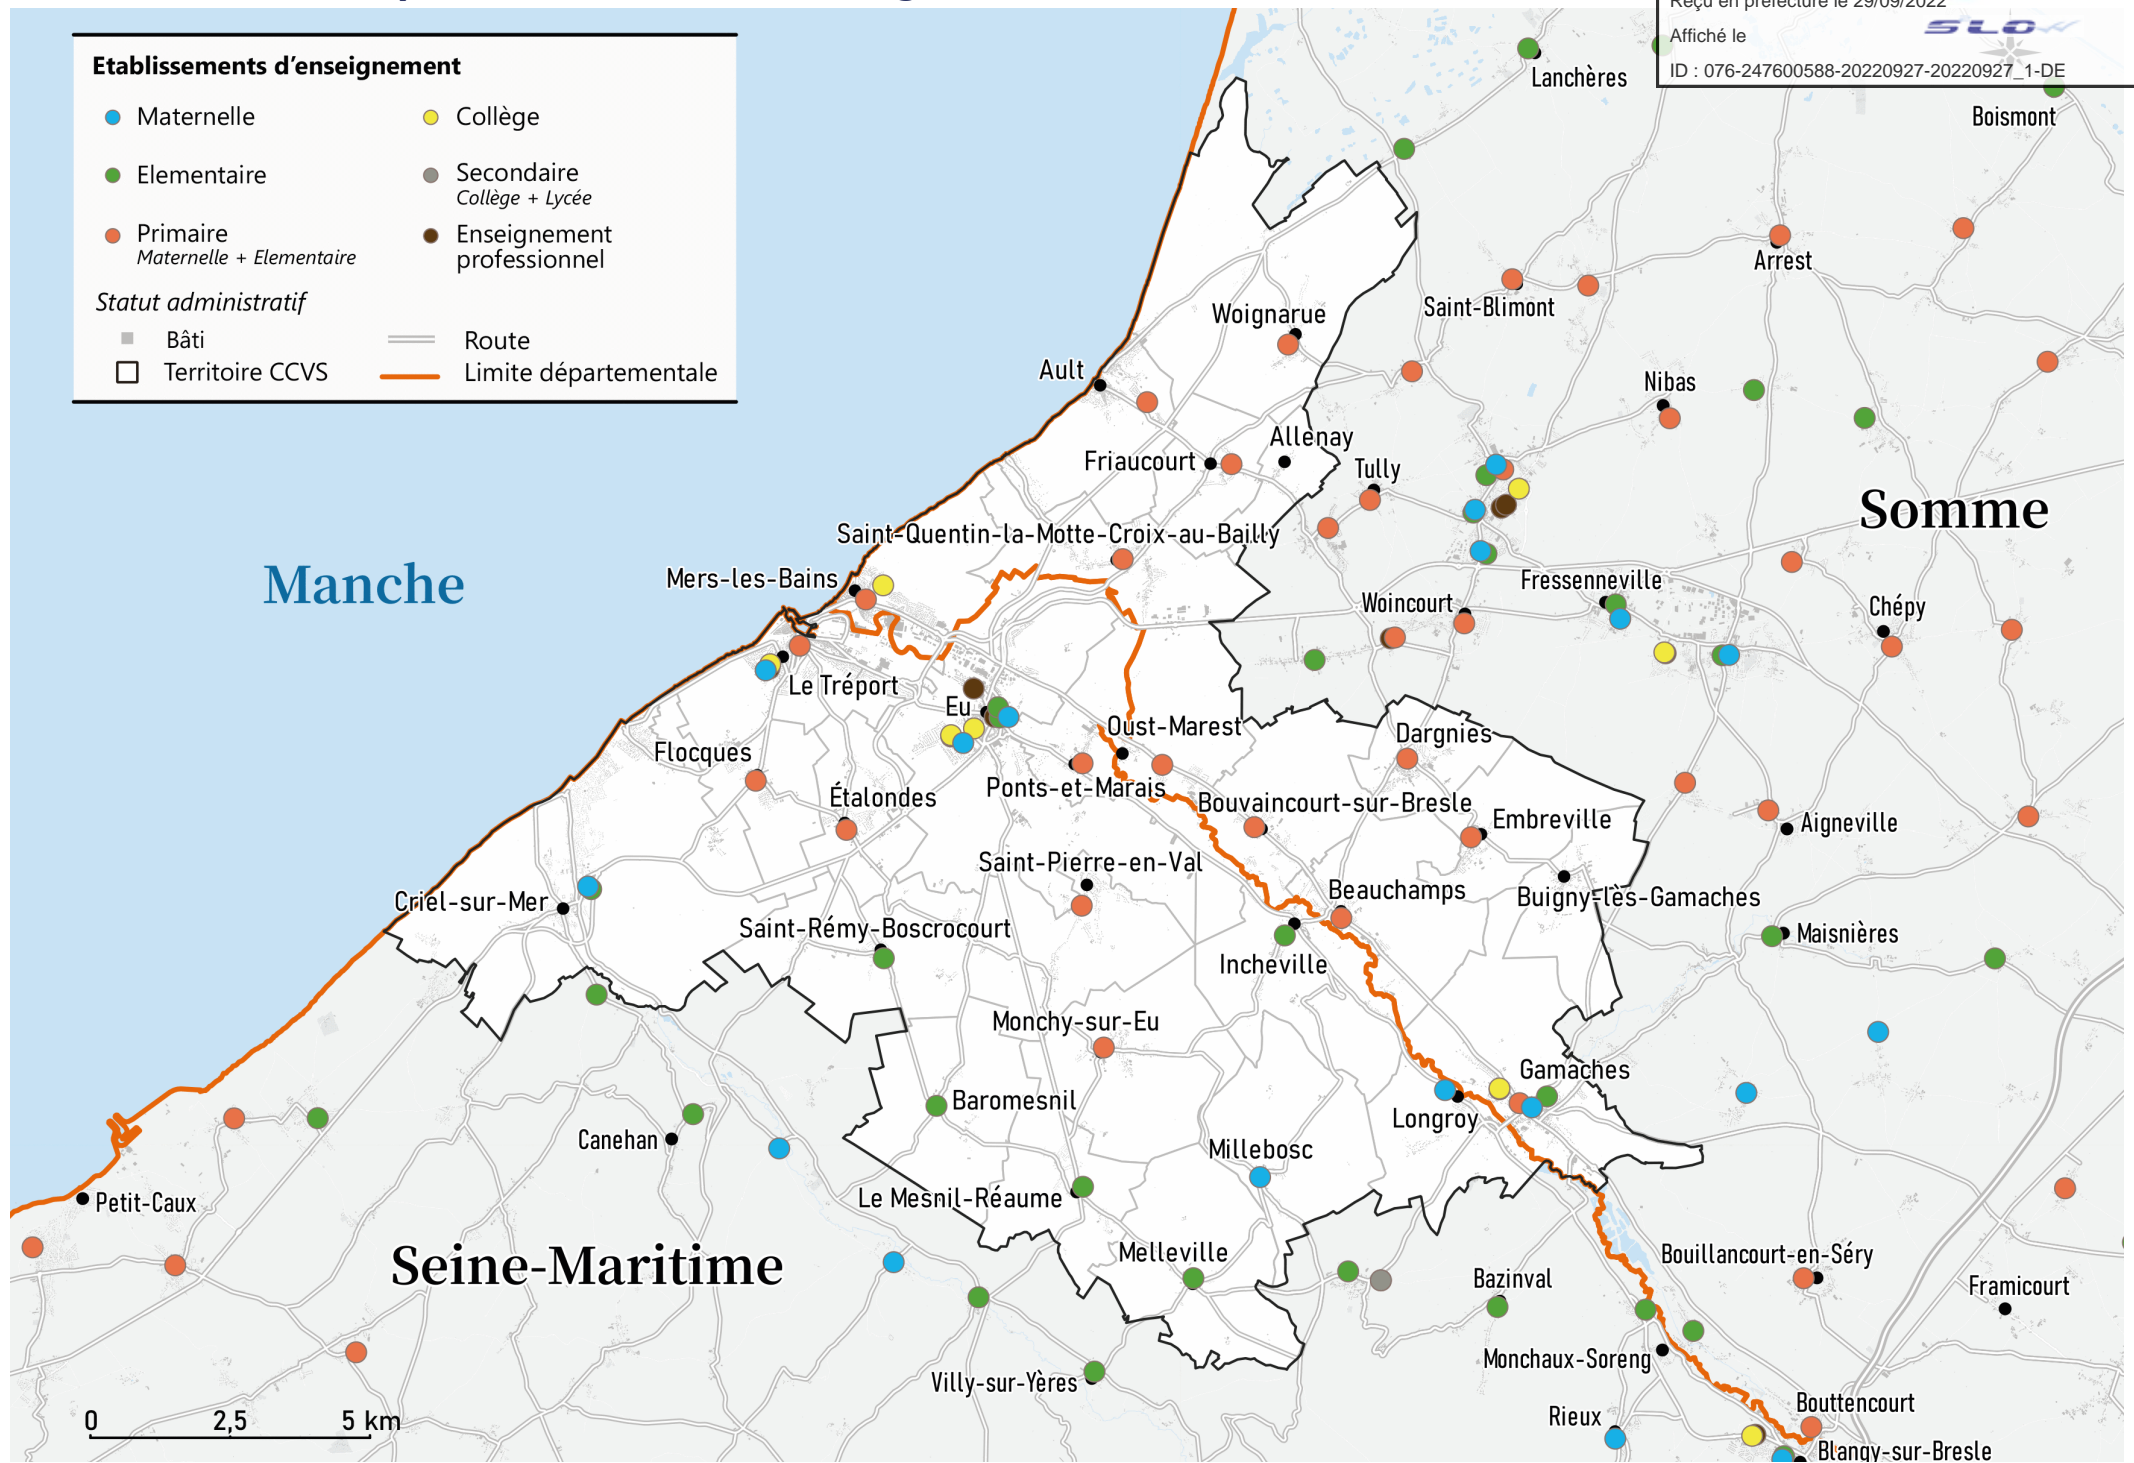 Reçu en préfecture le 29/09/2022
Affiché le
SLOW
ID : 076-247600588-20220927-20220927_1-DE
Etablissements d’enseignement
Maternelle
Collège
Elementaire
Secondaire
Collège + Lycée
Primaire
Maternelle + Elementaire
Enseignement
professionnel
Statut administratif
Bâti
Route
Territoire CCVS
Limite départementale
Lanchères
Boismont
Arrest
Saint-Blimont
Woignarue
Ault
Nibas
Allenay
Friaucourt
Tully
Somme
Saint-Quentin-la-Motte-Croix-au-Bailly
Manche
Mers-les-Bains
Fressenneville
Woincourt
Chépy
Le Tréport
Eu
Oust-Marest
Dargnies
Flocques
Ponts-et-Marais
Étalondes
Bouvaincourt-sur-Bresle
Embreville
Aigneville
Saint-Pierre-en-Val
Beauchamps
Buigny-lès-Gamaches
Criel-sur-Mer
Saint-Rémy-Boscrocourt
Maisnières
Incheville
Monchy-sur-Eu
Gamaches
Baromesnil
Longroy
Canehan
Millebosc
Petit-Caux
Le Mesnil-Réaume
Seine-Maritime
Melleville
Bouillancourt-en-Séry
Bazinval
Framicourt
Monchaux-Soreng
Villy-sur-Yères
Bouttencourt
Rieux
0 2,5 5 km
Blangy-sur-Bresle